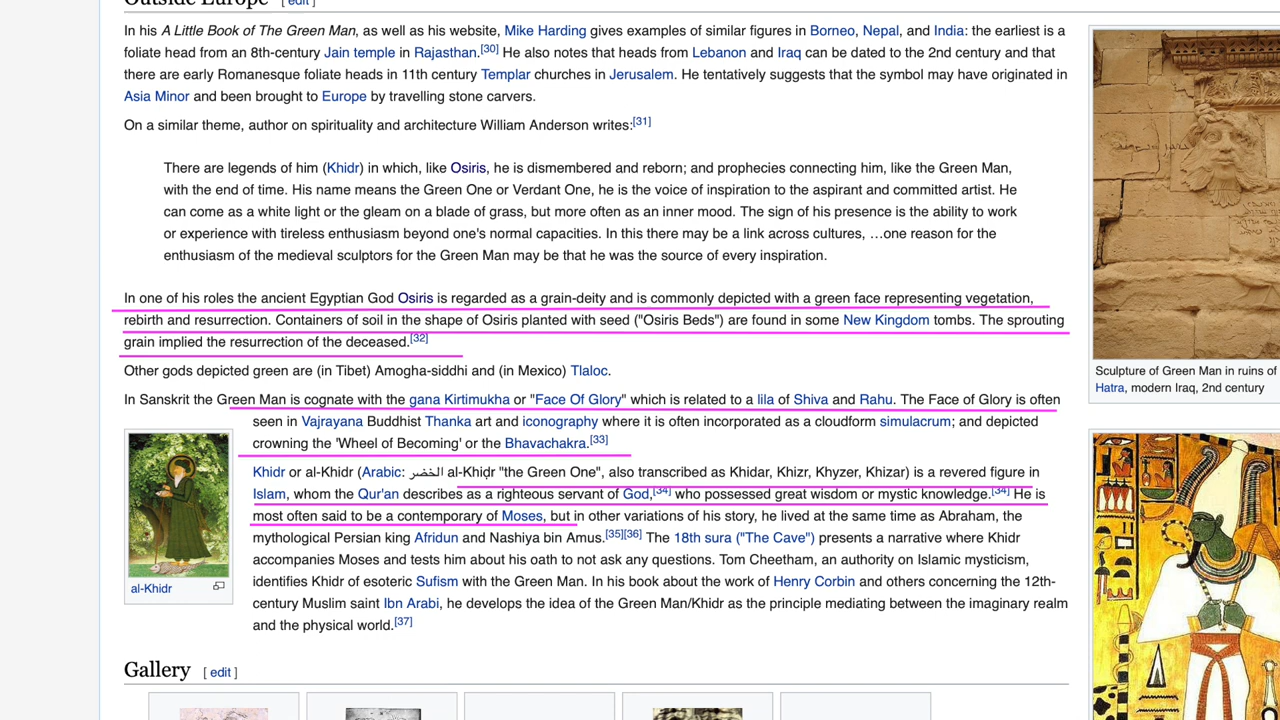 Outside Europe [ edit ]
In his A Little Book of The Green Man, as well as his website, Mike Harding gives examples of similar figures in Borneo, Nepal, and India: the earliest is a
foliate head from an 8th-century Jain temple in Rajasthan.[30] He also notes that heads from Lebanon and Iraq can be dated to the 2nd century and that
there are early Romanesque foliate heads in 11th century Templar churches in Jerusalem. He tentatively suggests that the symbol may have originated in
Asia Minor and been brought to Europe by travelling stone carvers.
On a similar theme, author on spirituality and architecture William Anderson writes:[31]
There are legends of him (Khidr) in which, like Osiris, he is dismembered and reborn; and prophecies connecting him, like the Green Man,
with the end of time. His name means the Green One or Verdant One, he is the voice of inspiration to the aspirant and committed artist. He
can come as a white light or the gleam on a blade of grass, but more often as an inner mood. The sign of his presence is the ability to work
or experience with tireless enthusiasm beyond one's normal capacities. In this there may be a link across cultures, …one reason for the
enthusiasm of the medieval sculptors for the Green Man may be that he was the source of every inspiration.
In one of his roles the ancient Egyptian God Osiris is regarded as a grain-deity and is commonly depicted with a green face representing vegetation,
rebirth and resurrection. Containers of soil in the shape of Osiris planted with seed ("Osiris Beds") are found in some New Kingdom tombs. The sprouting
grain implied the resurrection of the deceased.[32]
Other gods depicted green are (in Tibet) Amogha-siddhi and (in Mexico) Tlaloc.
In Sanskrit the Green Man is cognate with the gana Kirtimukha or "Face Of Glory" which is related to a lila of Shiva and Rahu. The Face of Glory is often
seen in Vajrayana Buddhist Thanka art and iconography where it is often incorporated as a cloudform simulacrum; and depicted
crowning the 'Wheel of Becoming' or the Bhavachakra.[33]
Khidr or al-Khidr (Arabic: الخضر al-Khiḍr "the Green One", also transcribed as Khidar, Khizr, Khyzer, Khizar) is a revered figure in
Islam, whom the Qur'an describes as a righteous servant of God,[34] who possessed great wisdom or mystic knowledge.[34] He is
most often said to be a contemporary of Moses, but in other variations of his story, he lived at the same time as Abraham, the
mythological Persian king Afridun and Nashiya bin Amus.[35][36] The 18th sura ("The Cave") presents a narrative where Khidr
accompanies Moses and tests him about his oath to not ask any questions. Tom Cheetham, an authority on Islamic mysticism,
identifies Khidr of esoteric Sufism with the Green Man. In his book about the work of Henry Corbin and others concerning the 12th-
century Muslim saint Ibn Arabi, he develops the idea of the Green Man/Khidr as the principle mediating between the imaginary realm
and the physical world.[37]
al-Khidr
Gallery [ edit ]
Sculpture of Green Man in ruins of
Hatra, modern Iraq, 2nd century